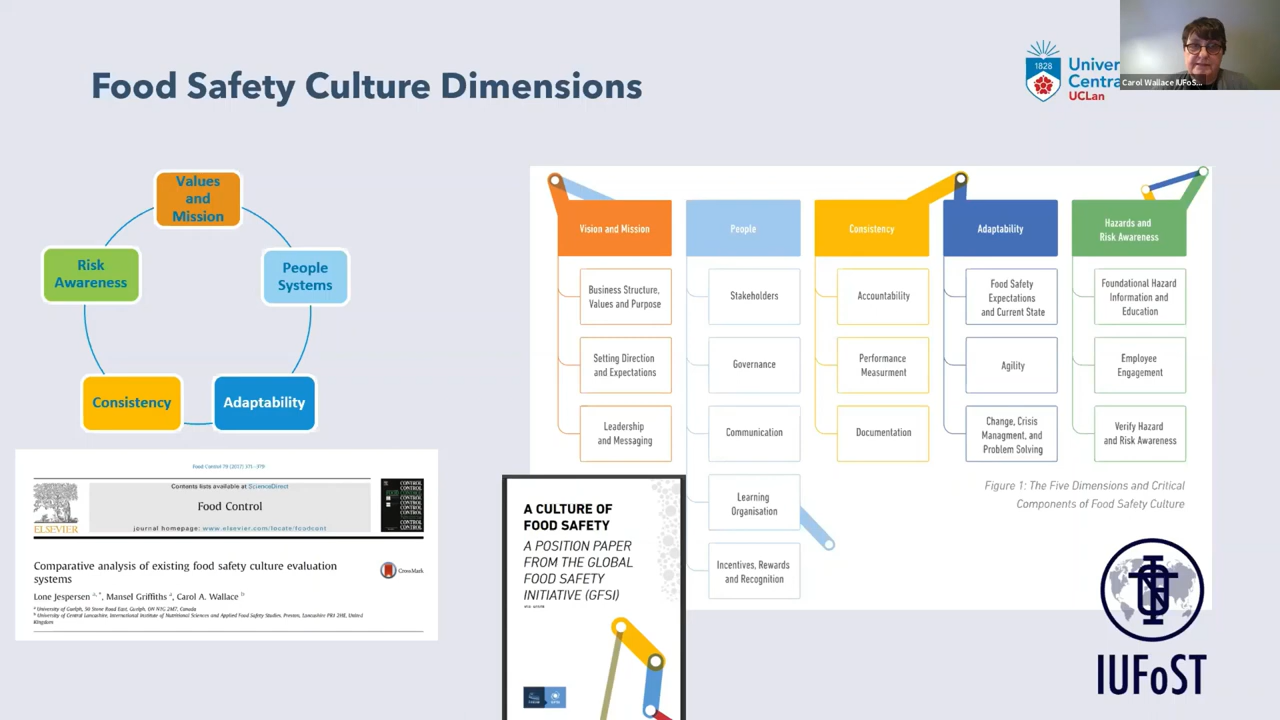 Food Safety Culture Dimensions
1828
Univer
Centra
UCLan
Carol Wallace IUFoS...
Values
and
Mission
Risk
Awareness
People
Systems
Consistency
Adaptability
Vision and Mission
Business Structure,
Values and Purpose
Setting Direction
and Expectations
Leadership
and Messaging
People
Stakeholders
Governance
Communication
Learning
Organisation
Incentives, Rewards
and Recognition
Consistency
Accountability
Performance
Measurment
Documentation
Adaptability
Food Safety
Expectations
and Current State
Agility
Change, Crisis
Managment, and
Problem Solving
Hazards and
Risk Awareness
Foundational Hazard
Information and
Education
Employee
Engagement
Verify Hazard
and Risk Awareness
Figure 1: The Five Dimensions and Critical
Components of Food Safety Culture
Food Control 79 (2017) 371-379
Contents lists available at ScienceDirect
Food Control
journal homepage: www.elsevier.com/locate/foodcont
ELSEVIER
CONTROL
Comparative analysis of existing food safety culture evaluation
systems
CrossMark
Lone Jespersen a, *, Mansel Griffiths a, Carol A. Wallace b
a University of Guelph, 50 Stone Road East, Guelph, ON N1G 2M7, Canada
b University of Central Lancashire, International Institute of Nutritional Sciences and Applied Food Safety Studies, Preston, Lancashire PR1 2HE, United
Kingdom
A CULTURE OF
FOOD SAFETY
A POSITION PAPER
FROM THE GLOBAL
FOOD SAFETY
INITIATIVE (GFSI)
IUFoST